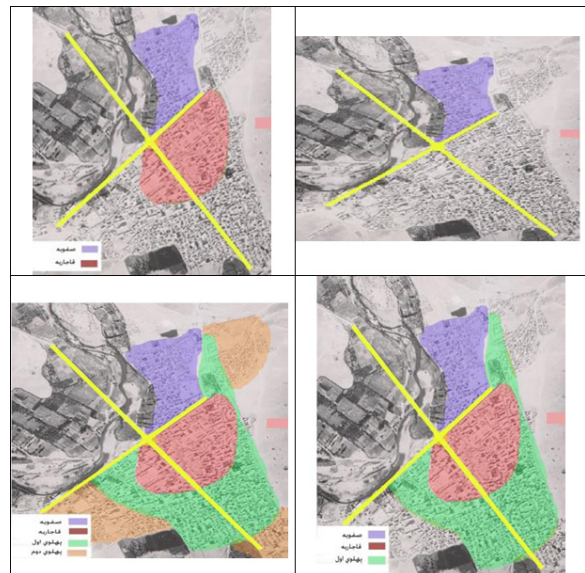 صفویه
قاجاریه
صفویه
قاجاریه
پهلوی اول
پهلوی دوم
صفویه
قاجاریه
پهلوی اول